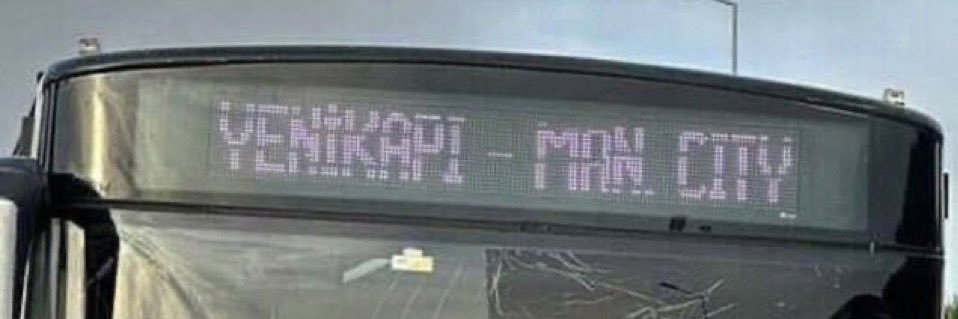 YENİKAPI - MAN. CITY